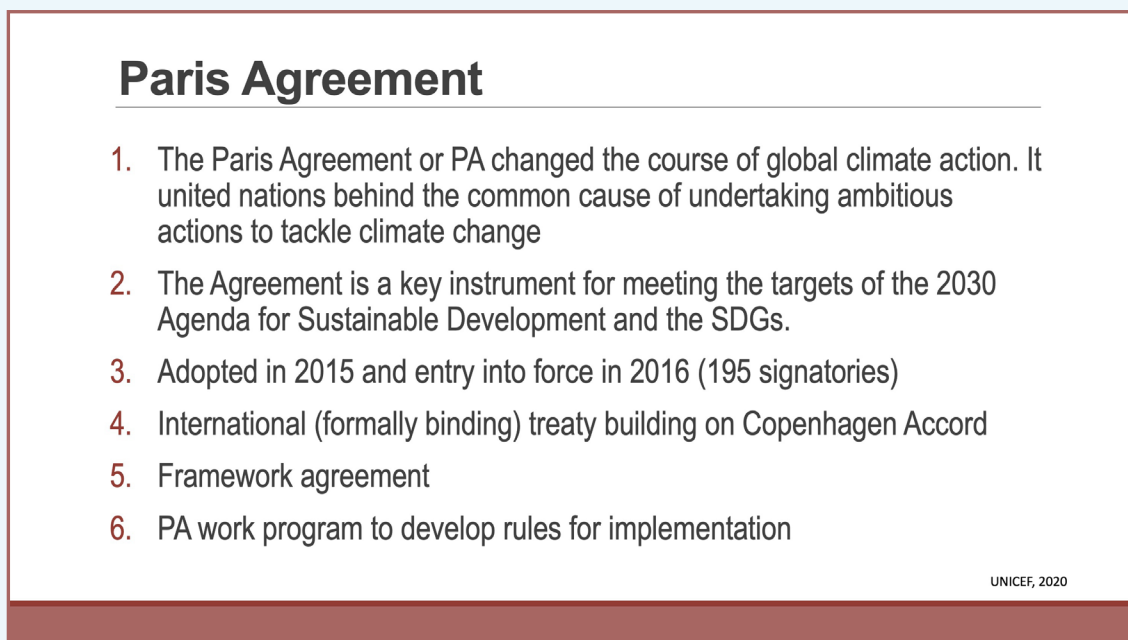 Paris Agreement
1. The Paris Agreement or PA changed the course of global climate action. It
united nations behind the common cause of undertaking ambitious
actions to tackle climate change
2. The Agreement is a key instrument for meeting the targets of the 2030
Agenda for Sustainable Development and the SDGs.
3. Adopted in 2015 and entry into force in 2016 (195 signatories)
4. International (formally binding) treaty building on Copenhagen Accord
5. Framework agreement
6. PA work program to develop rules for implementation
UNICEF, 2020